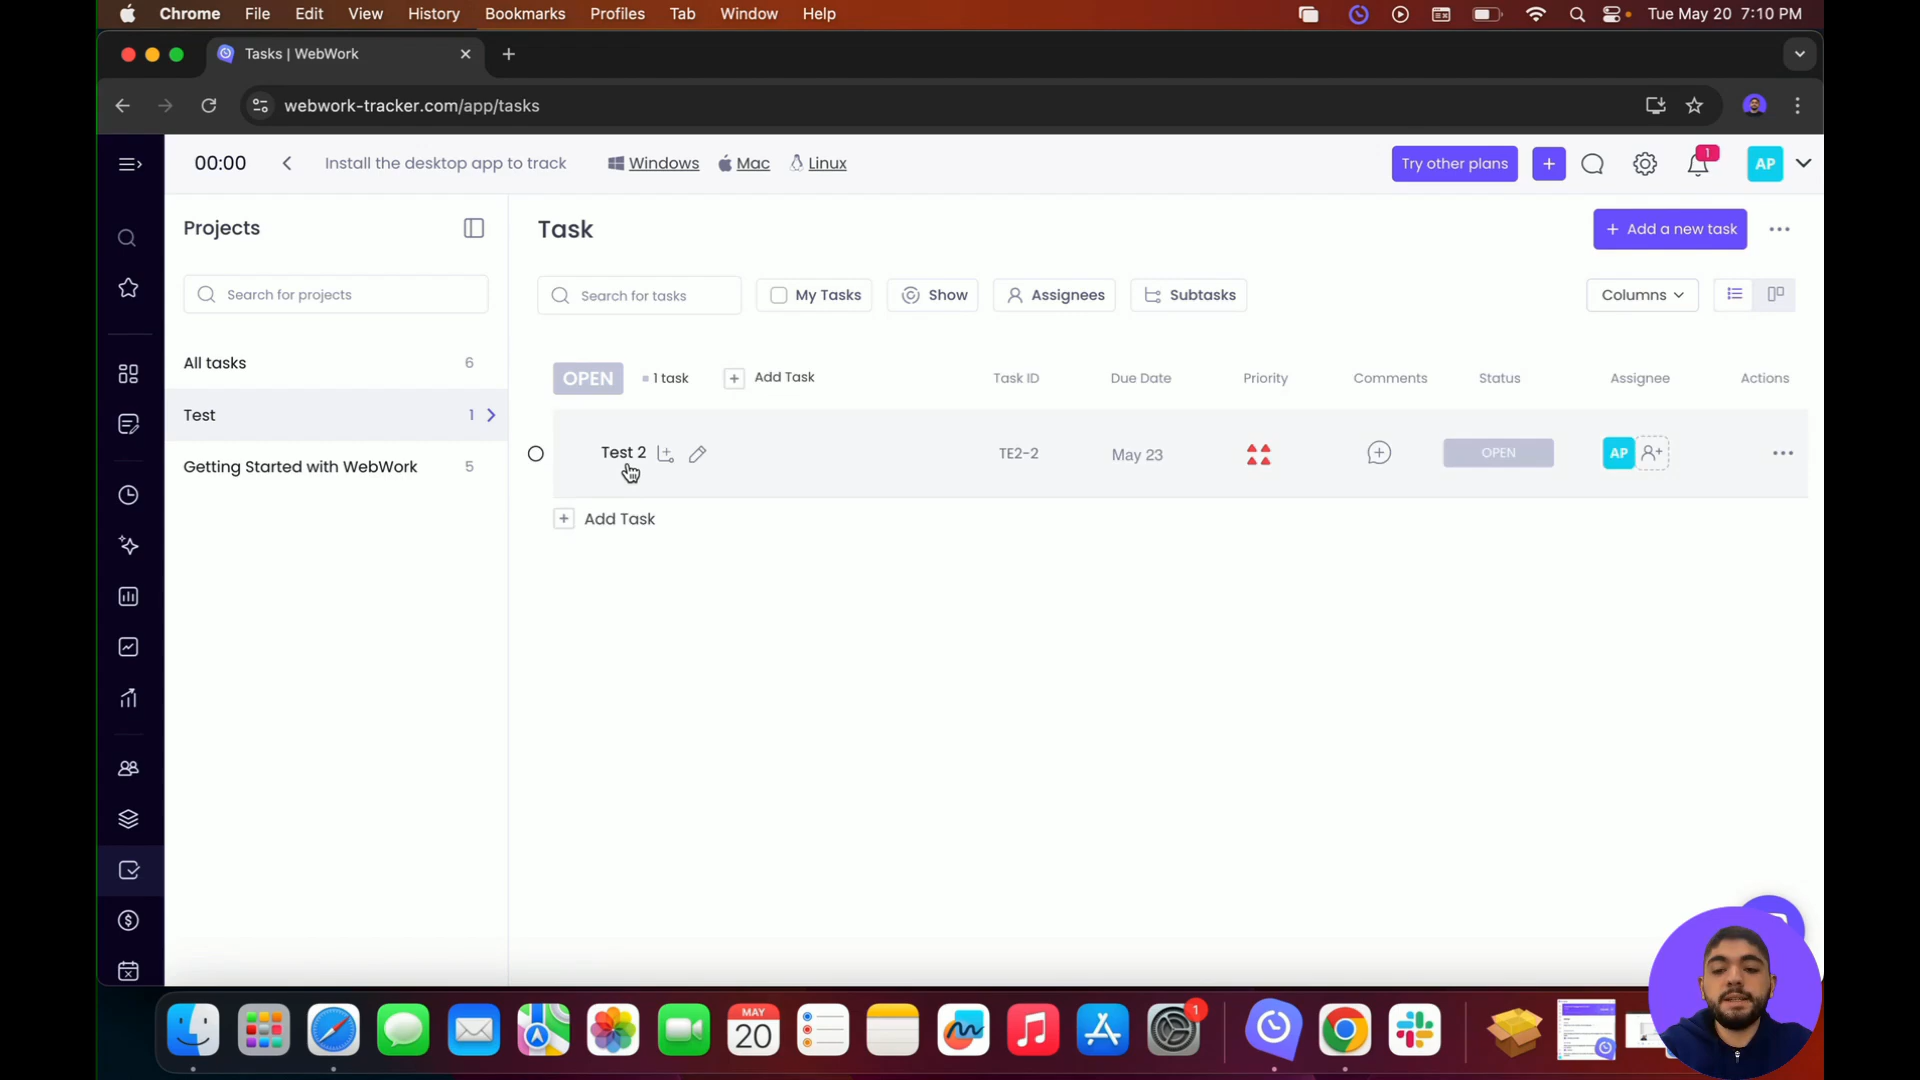 Chrome File Edit View History Bookmarks Profiles Tab Window Help Tue May 20 7:10 PM
Tasks | WebWork
webwork-tracker.com/app/tasks
00:00 Install the desktop app to track Windows Mac Linux Try other plans 1 AP
Projects
Search for projects
All tasks 6
Test 1
Getting Started with WebWork 5
Task + Add a new task
Search for tasks My Tasks Show Assignees Subtasks Columns
OPEN 1 task + Add Task Task ID Due Date Priority Comments Status Assignee Actions
Test 2 TE2-2 May 23 OPEN AP
+ Add Task
MAY
20
1